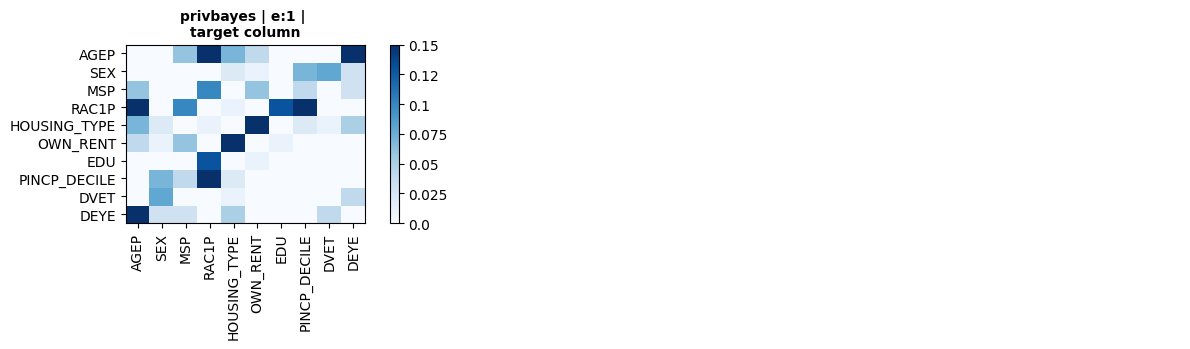 privbayes | e:1 |
target column
AGEP
SEX
MSP
RAC1P
HOUSING_TYPE
OWN_RENT
EDU
PINCP_DECILE
DVET
DEYE
0.15
0.12
0.1
0.075
0.05
0.025
0.0
AGEP
SEX
MSP
RAC1P
HOUSING_TYPE
OWN_RENT
EDU
PINCP_DECILE
DVET
DEYE